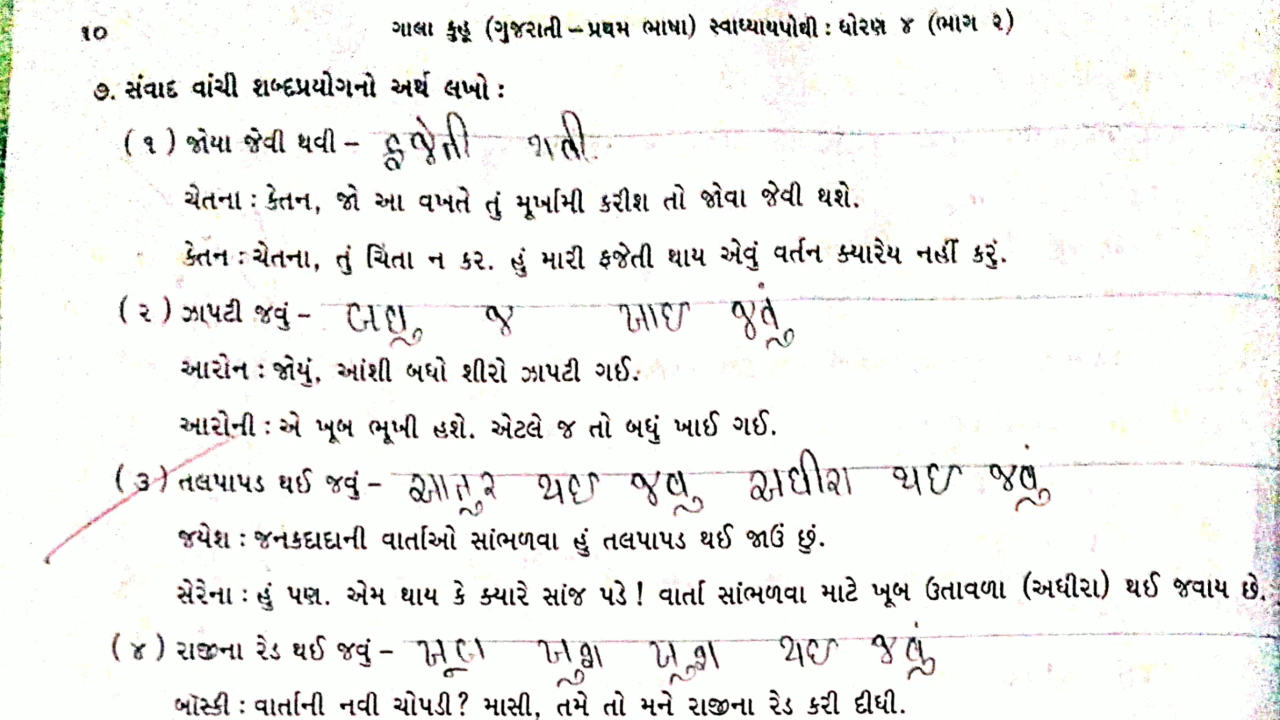 ૧૦ ગાલા કુહૂ (ગુજરાતી – પ્રથમ ભાષા) સ્વાધ્યાયપોથી : ધોરણ ૪ (ભાગ ૨)
૭. સંવાદ વાંચી શબ્દપ્રયોગનો અર્થ લખો :
(૧) જોયા જેવી થવી – ફજેતી થવી.
ચેતના : કેતન, જો આ વખતે તું મૂર્ખામી કરીશ તો જોવા જેવી થશે.
કેતન : ચેતના, તું ચિંતા ન કર. હું મારી ફજેતી થાય એવું વર્તન ક્યારેય નહીં કરું.
(૨) ઝાપટી જવું – બધુ જ ખાઈ જવું
આરોન : જોયું, આંશી બધો શીરો ઝાપટી ગઈ.
આરોની : એ ખૂબ ભૂખી હશે. એટલે જ તો બધું ખાઈ ગઈ.
(૩) તલપાપડ થઈ જવું – આતુર થઈ જવુ અધીરા થઈ જવું
જયેશ : જનકદાદાની વાર્તાઓ સાંભળવા હું તલપાપડ થઈ જાઉં છું.
સેરેના : હું પણ. એમ થાય કે ક્યારે સાંજ પડે ! વાર્તા સાંભળવા માટે ખૂબ ઉતાવળા (અધીરા) થઈ જવાય છે.
(૪) રાજીના રેડ થઈ જવું – ખૂબ ખુશ ખુશ થઈ જવું
બૉસ્કી : વાર્તાની નવી ચોપડી? માસી, તમે તો મને રાજીના રેડ કરી દીધી.